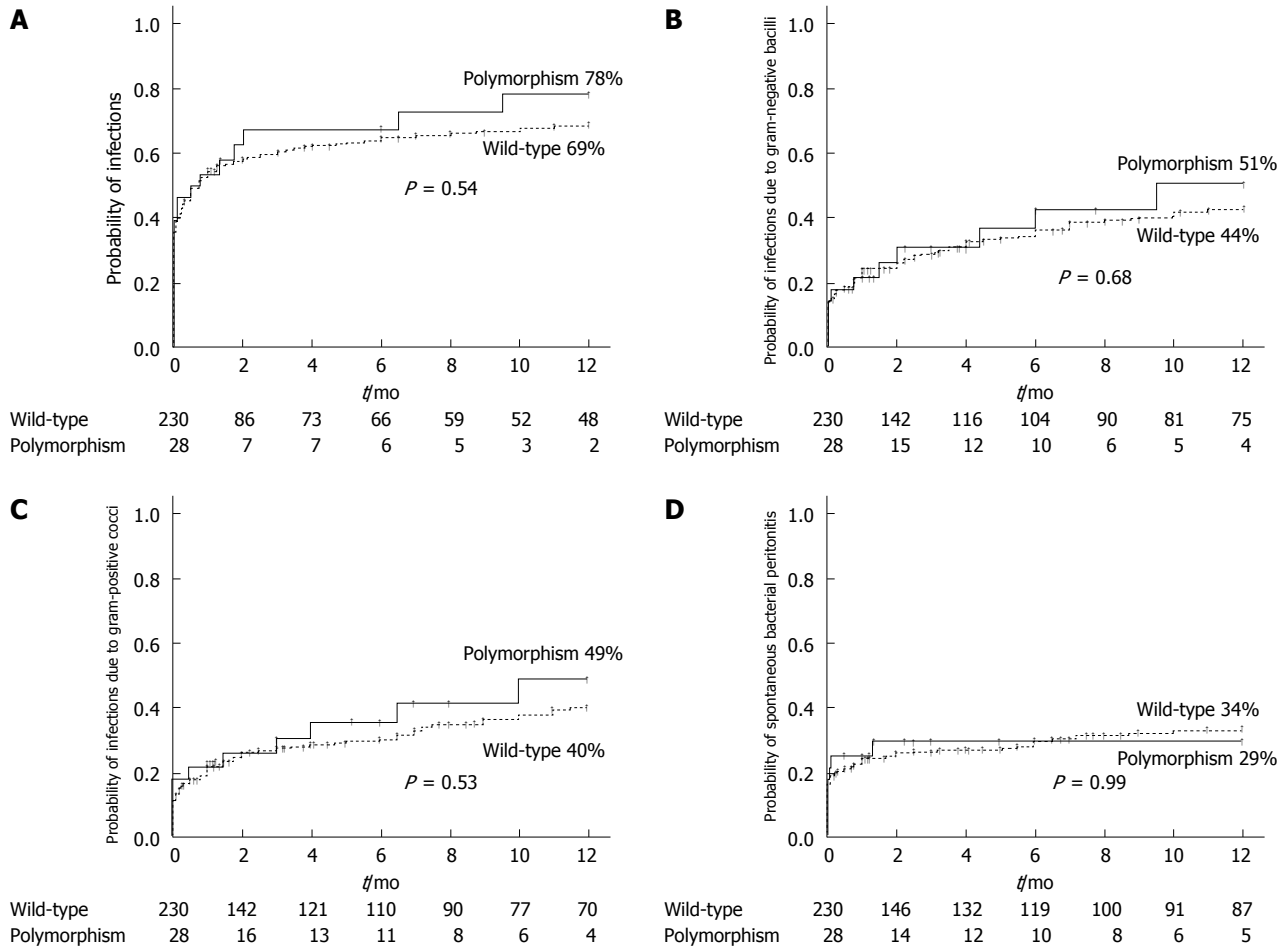 A
Probability of infections
1.0
0.8
0.6
0.4
0.2
0.0
Polymorphism 78%
Wild-type 69%
P = 0.54
0 2 4 6 8 10 12
t/mo
Wild-type 230 86 73 66 59 52 48
Polymorphism 28 7 7 6 5 3 2
B
Probability of infections due to gram-negative bacilli
1.0
0.8
0.6
0.4
0.2
0.0
Polymorphism 51%
Wild-type 44%
P = 0.68
0 2 4 6 8 10 12
t/mo
Wild-type 230 142 116 104 90 81 75
Polymorphism 28 15 12 10 6 5 4
C
Probability of infections due to gram-positive cocci
1.0
0.8
0.6
0.4
0.2
0.0
Polymorphism 49%
Wild-type 40%
P = 0.53
0 2 4 6 8 10 12
t/mo
Wild-type 230 142 121 110 90 77 70
Polymorphism 28 16 13 11 8 6 4
D
Probability of spontaneous bacterial peritonitis
1.0
0.8
0.6
0.4
0.2
0.0
Wild-type 34%
Polymorphism 29%
P = 0.99
0 2 4 6 8 10 12
t/mo
Wild-type 230 146 132 119 100 91 87
Polymorphism 28 14 12 10 8 6 5